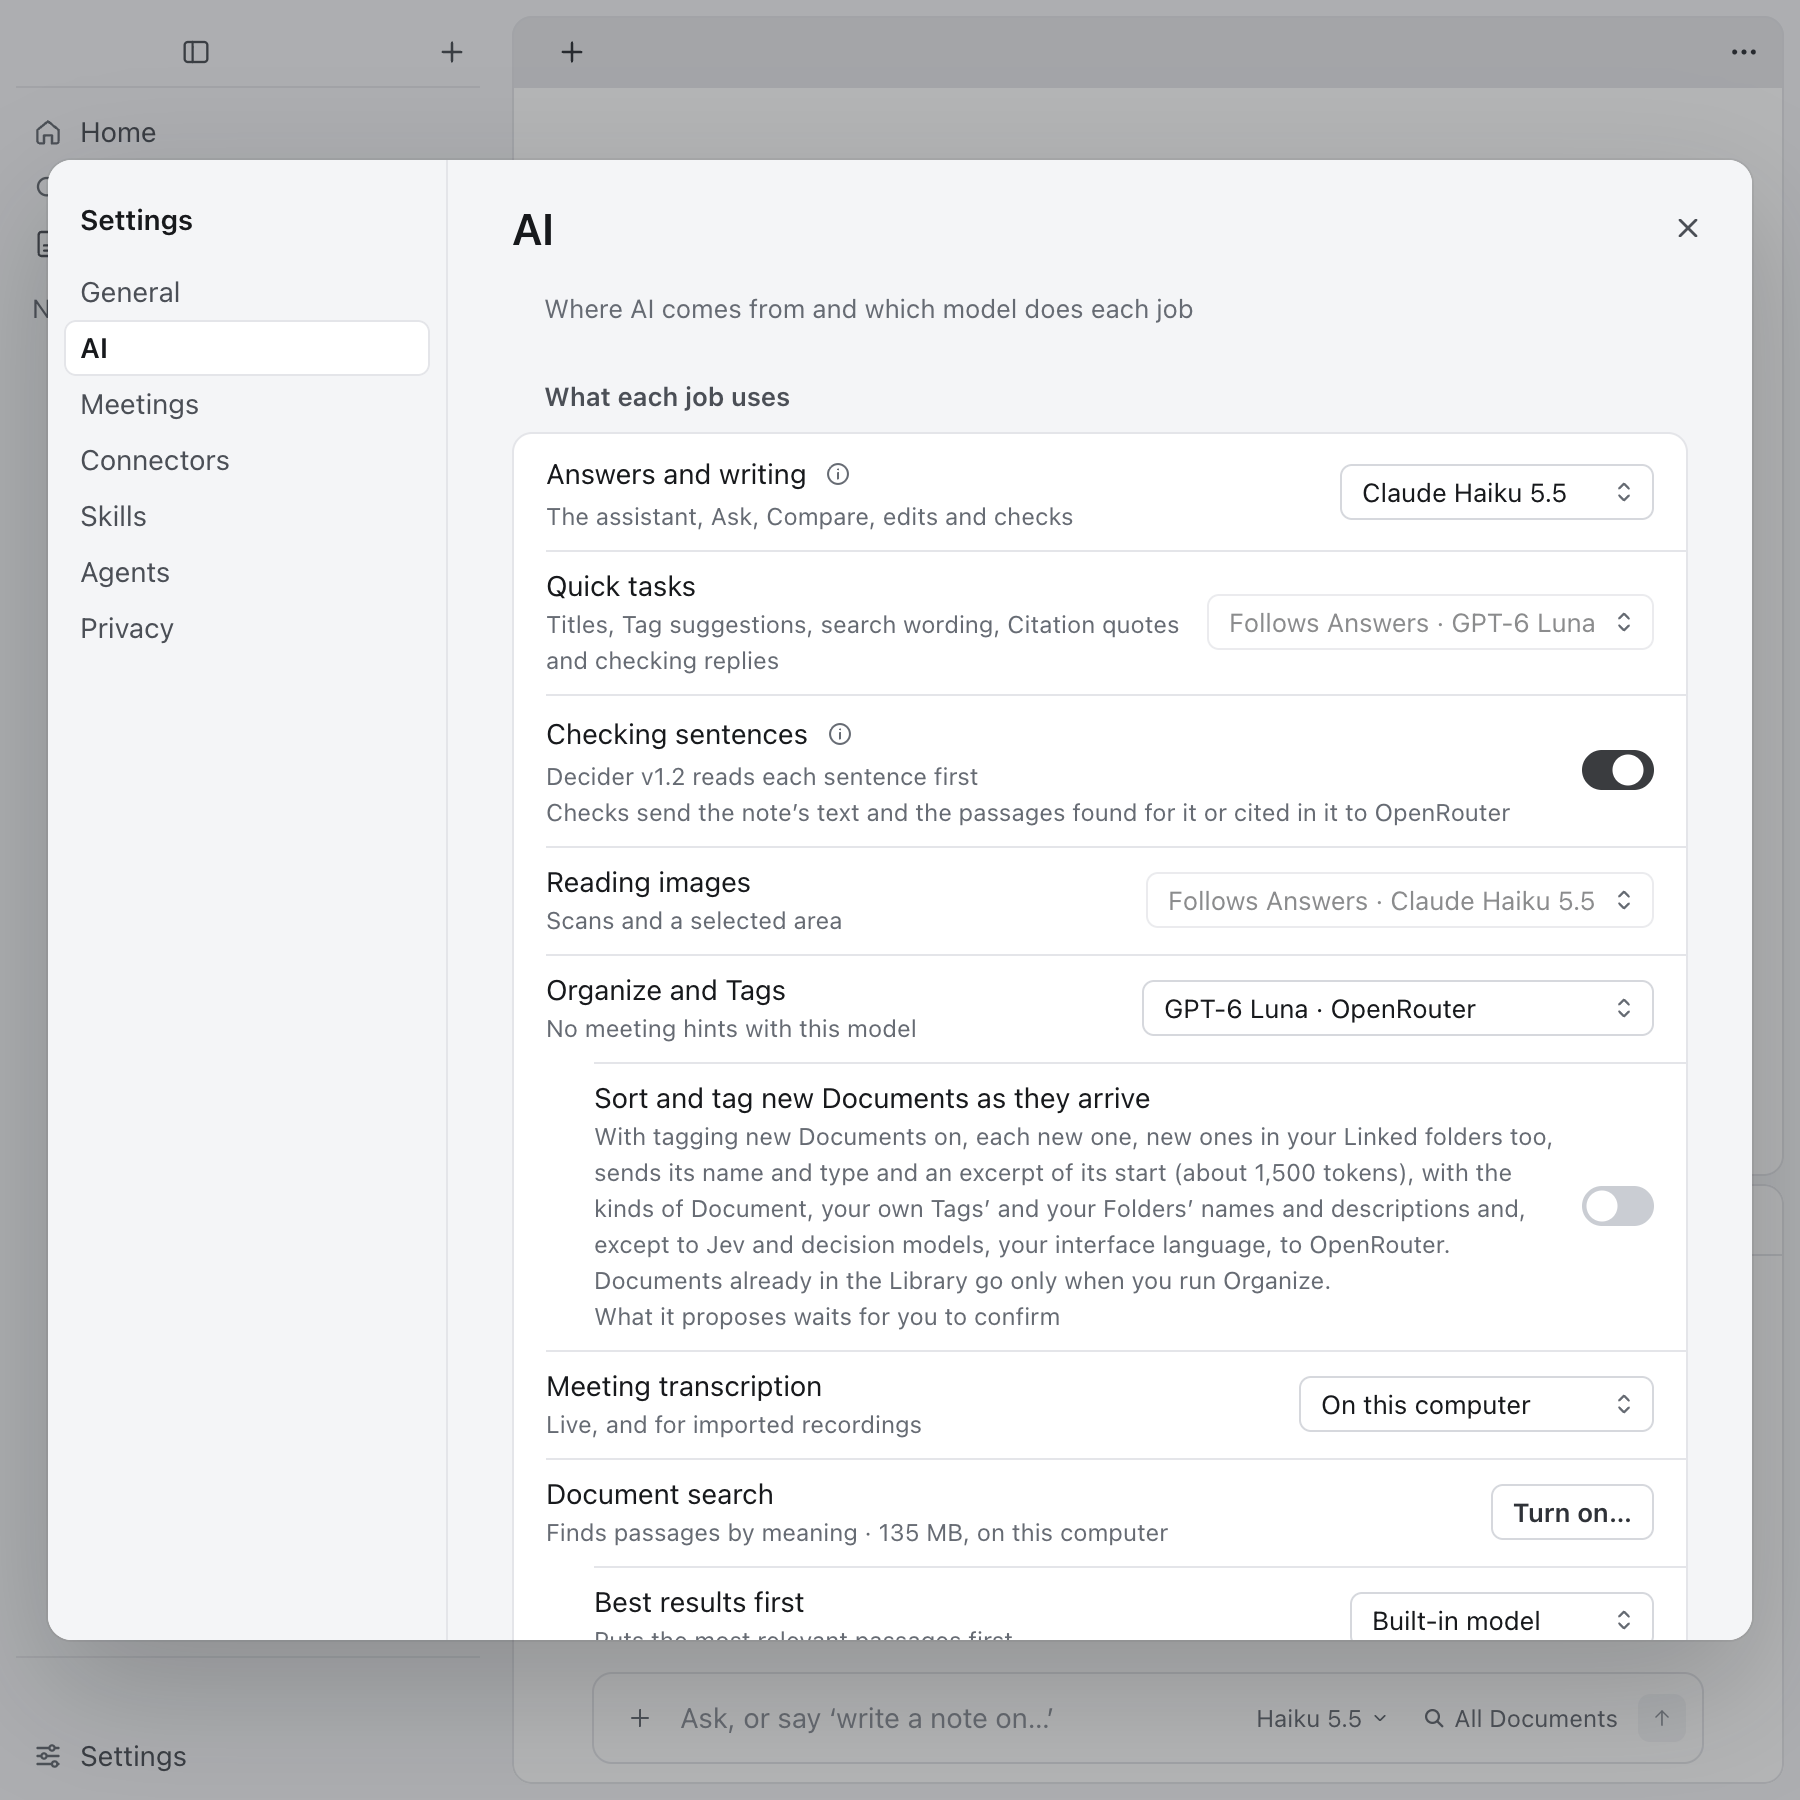 Home
N
Settings
General
AI
Meetings
Connectors
Skills
Agents
Privacy
AI
Where AI comes from and which model does each job
What each job uses
Answers and writing
The assistant, Ask, Compare, edits and checks
Claude Haiku 5.5
Quick tasks
Titles, Tag suggestions, search wording, Citation quotes
and checking replies
Follows Answers · GPT-6 Luna
Checking sentences
Decider v1.2 reads each sentence first
Checks send the note’s text and the passages found for it or cited in it to OpenRouter
Reading images
Scans and a selected area
Follows Answers · Claude Haiku 5.5
Organize and Tags
No meeting hints with this model
GPT-6 Luna · OpenRouter
Sort and tag new Documents as they arrive
With tagging new Documents on, each new one, new ones in your Linked folders too,
sends its name and type and an excerpt of its start (about 1,500 tokens), with the
kinds of Document, your own Tags’ and your Folders’ names and descriptions and,
except to Jev and decision models, your interface language, to OpenRouter.
Documents already in the Library go only when you run Organize.
What it proposes waits for you to confirm
Meeting transcription
Live, and for imported recordings
On this computer
Document search
Finds passages by meaning · 135 MB, on this computer
Turn on...
Best results first
Puts the most relevant passages first
Built-in model
Ask, or say ‘write a note on…’
Haiku 5.5
All Documents
Settings